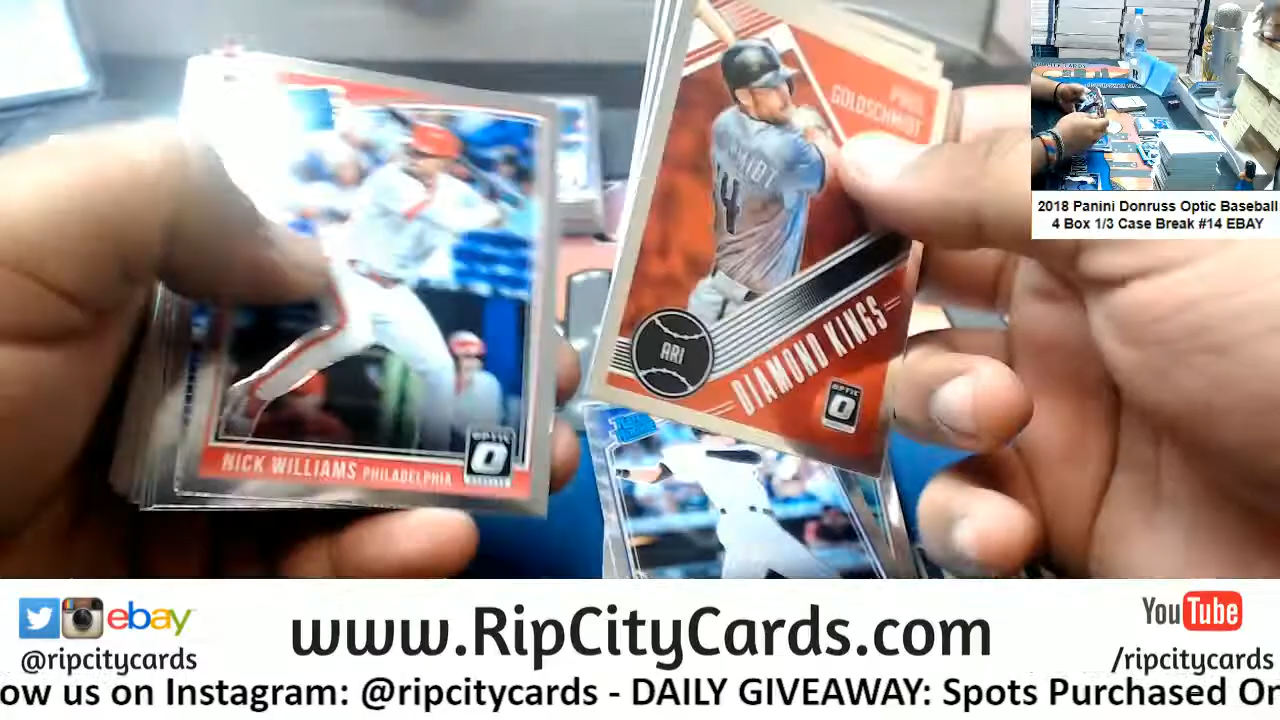 PAUL
GOLDSCHMIDT
MIDT
4
ARI
DIAMOND KINGS
OPTIC
NICK WILLIAMS PHILADELPHIA
OPTIC
2018 Panini Donruss Optic Baseball
4 Box 1/3 Case Break #14 EBAY
ebay
@ripcitycards
www.RipCityCards.com
YouTube
/ripcitycards
ow us on Instagram: @ripcitycards - DAILY GIVEAWAY: Spots Purchased On